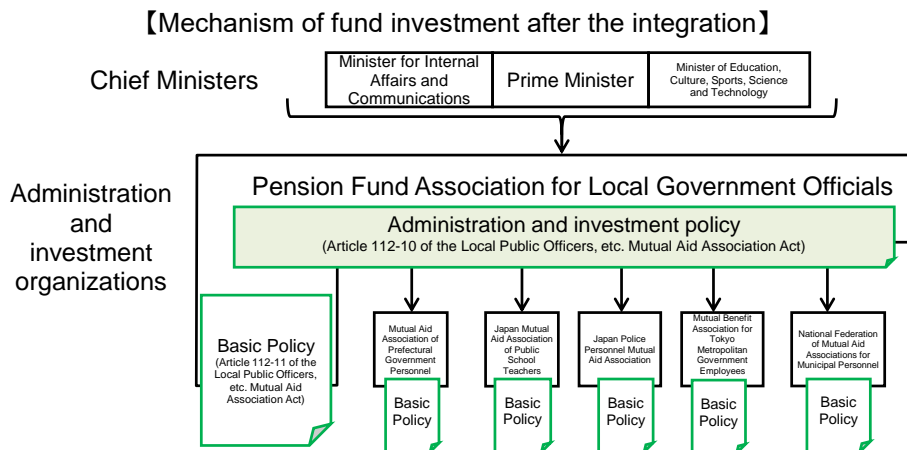 【Mechanism of fund investment after the integration】
Chief Ministers
Minister for Internal
Affairs and
Communications
Prime Minister
Minister of Education,
Culture, Sports, Science
and Technology
Administration
and
investment
organizations
Pension Fund Association for Local Government Officials
Administration and investment policy
(Article 112-10 of the Local Public Officers, etc. Mutual Aid Association Act)
Basic Policy
(Article 112-11 of the
Local Public Officers,
etc. Mutual Aid
Association Act)
Mutual Aid
Association of
Prefectural
Government
Personnel
Japan Mutual
Aid Association
of Public
School
Teachers
Japan Police
Personnel Mutual
Aid Association
Mutual Benefit
Association for
Tokyo
Metropolitan
Government
Employees
National Federation
of Mutual Aid
Associations for
Municipal Personnel
Basic
Policy
Basic
Policy
Basic
Policy
Basic
Policy
Basic
Policy